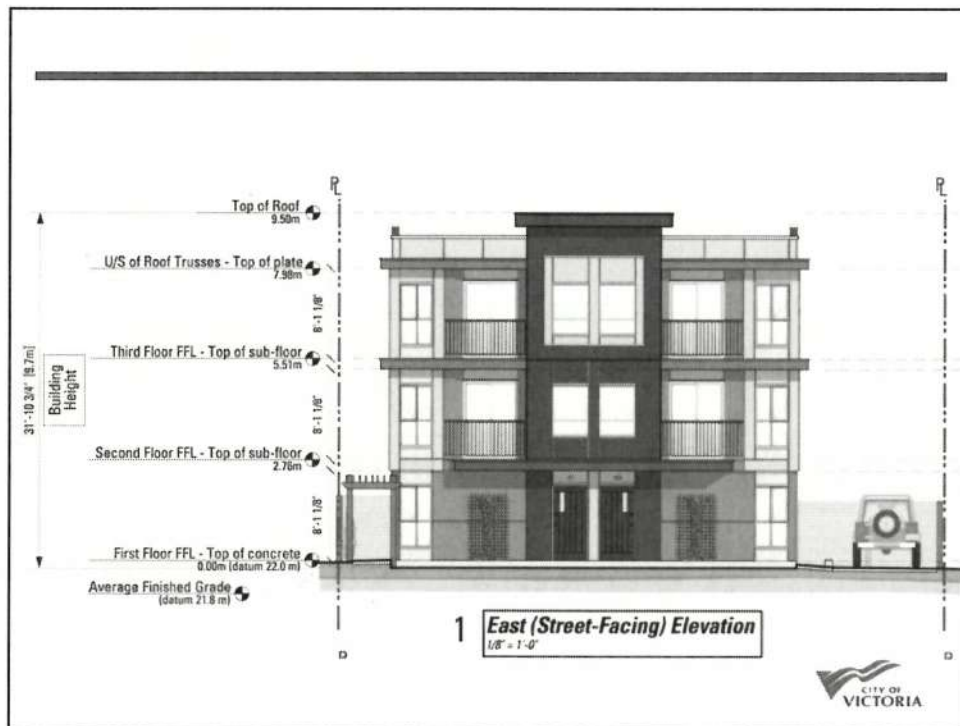 PL
PL
Top of Roof
9.50m
U/S of Roof Trusses - Top of plate
7.98m
8'-1 1/8"
Third Floor FFL - Top of sub-floor
5.51m
31'-10 3/4" [9.7m]
Building
Height
8'-1 1/8"
Second Floor FFL - Top of sub-floor
2.76m
8'-1 1/8"
First Floor FFL - Top of concrete
0.00m (datum 22.0 m)
Average Finished Grade
(datum 21.8 m)
1 East (Street-Facing) Elevation
1/8" = 1'-0"
CITY OF
VICTORIA